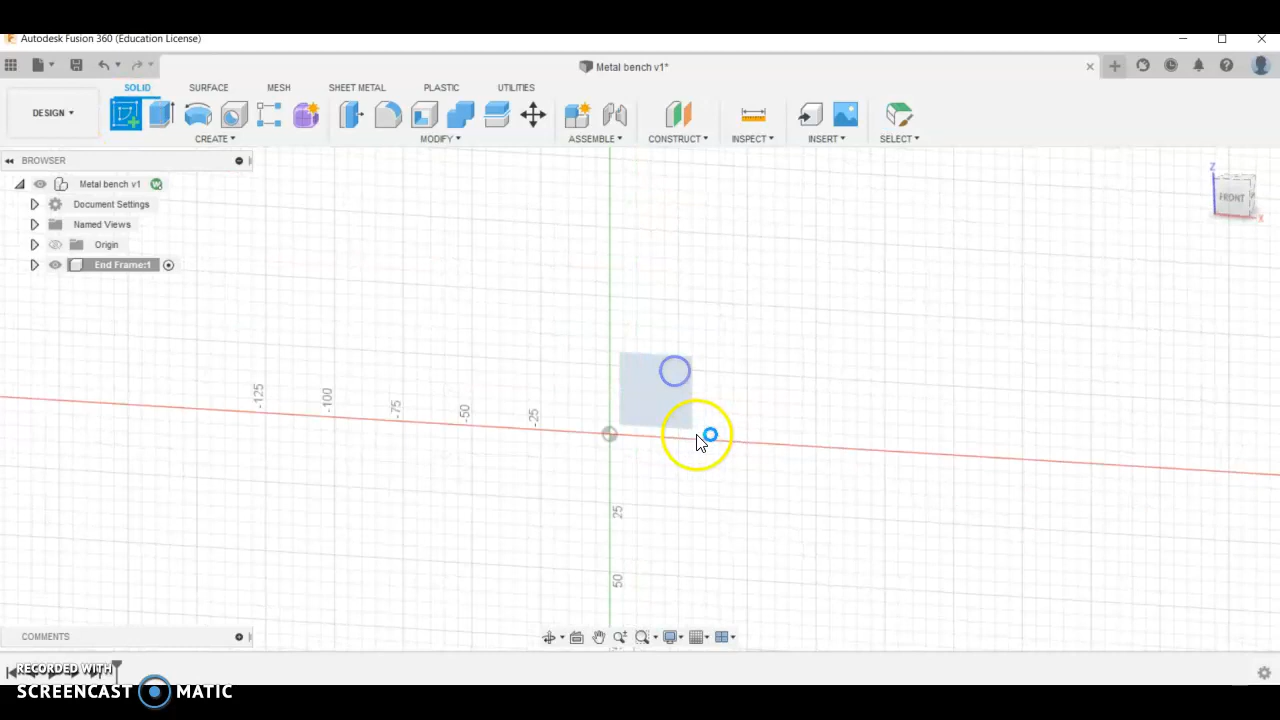 Autodesk Fusion 360 (Education License)
Metal bench v1*
SOLID SURFACE MESH SHEET METAL PLASTIC UTILITIES
DESIGN
CREATE MODIFY ASSEMBLE CONSTRUCT INSPECT INSERT SELECT
BROWSER
Metal bench v1
Document Settings
Named Views
Origin
End Frame:1
Z
FRONT
X
-125
-100
-75
-50
-25
25
50
COMMENTS
RECORDED WITH
SCREENCAST MATIC